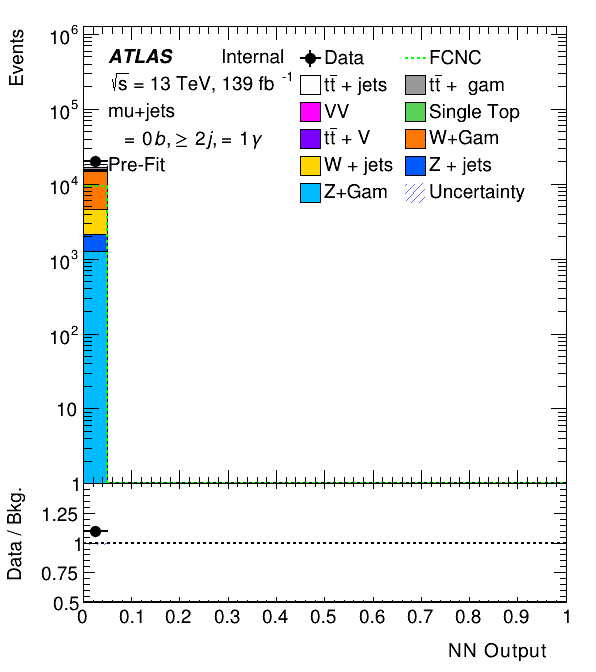 Events
10⁶
10⁵
10⁴
10³
10²
10
1
ATLAS Internal
√s = 13 TeV, 139 fb⁻¹
mu+jets
= 0b, ≥ 2j, = 1γ
Pre-Fit
Data
FCNC
tt̄ + jets
tt̄ + gam
VV
Single Top
tt̄ + V
W+Gam
W + jets
Z + jets
Z+Gam
Uncertainty
Data / Bkg.
1.25
1
0.75
0.5
0 0.1 0.2 0.3 0.4 0.5 0.6 0.7 0.8 0.9 1
NN Output